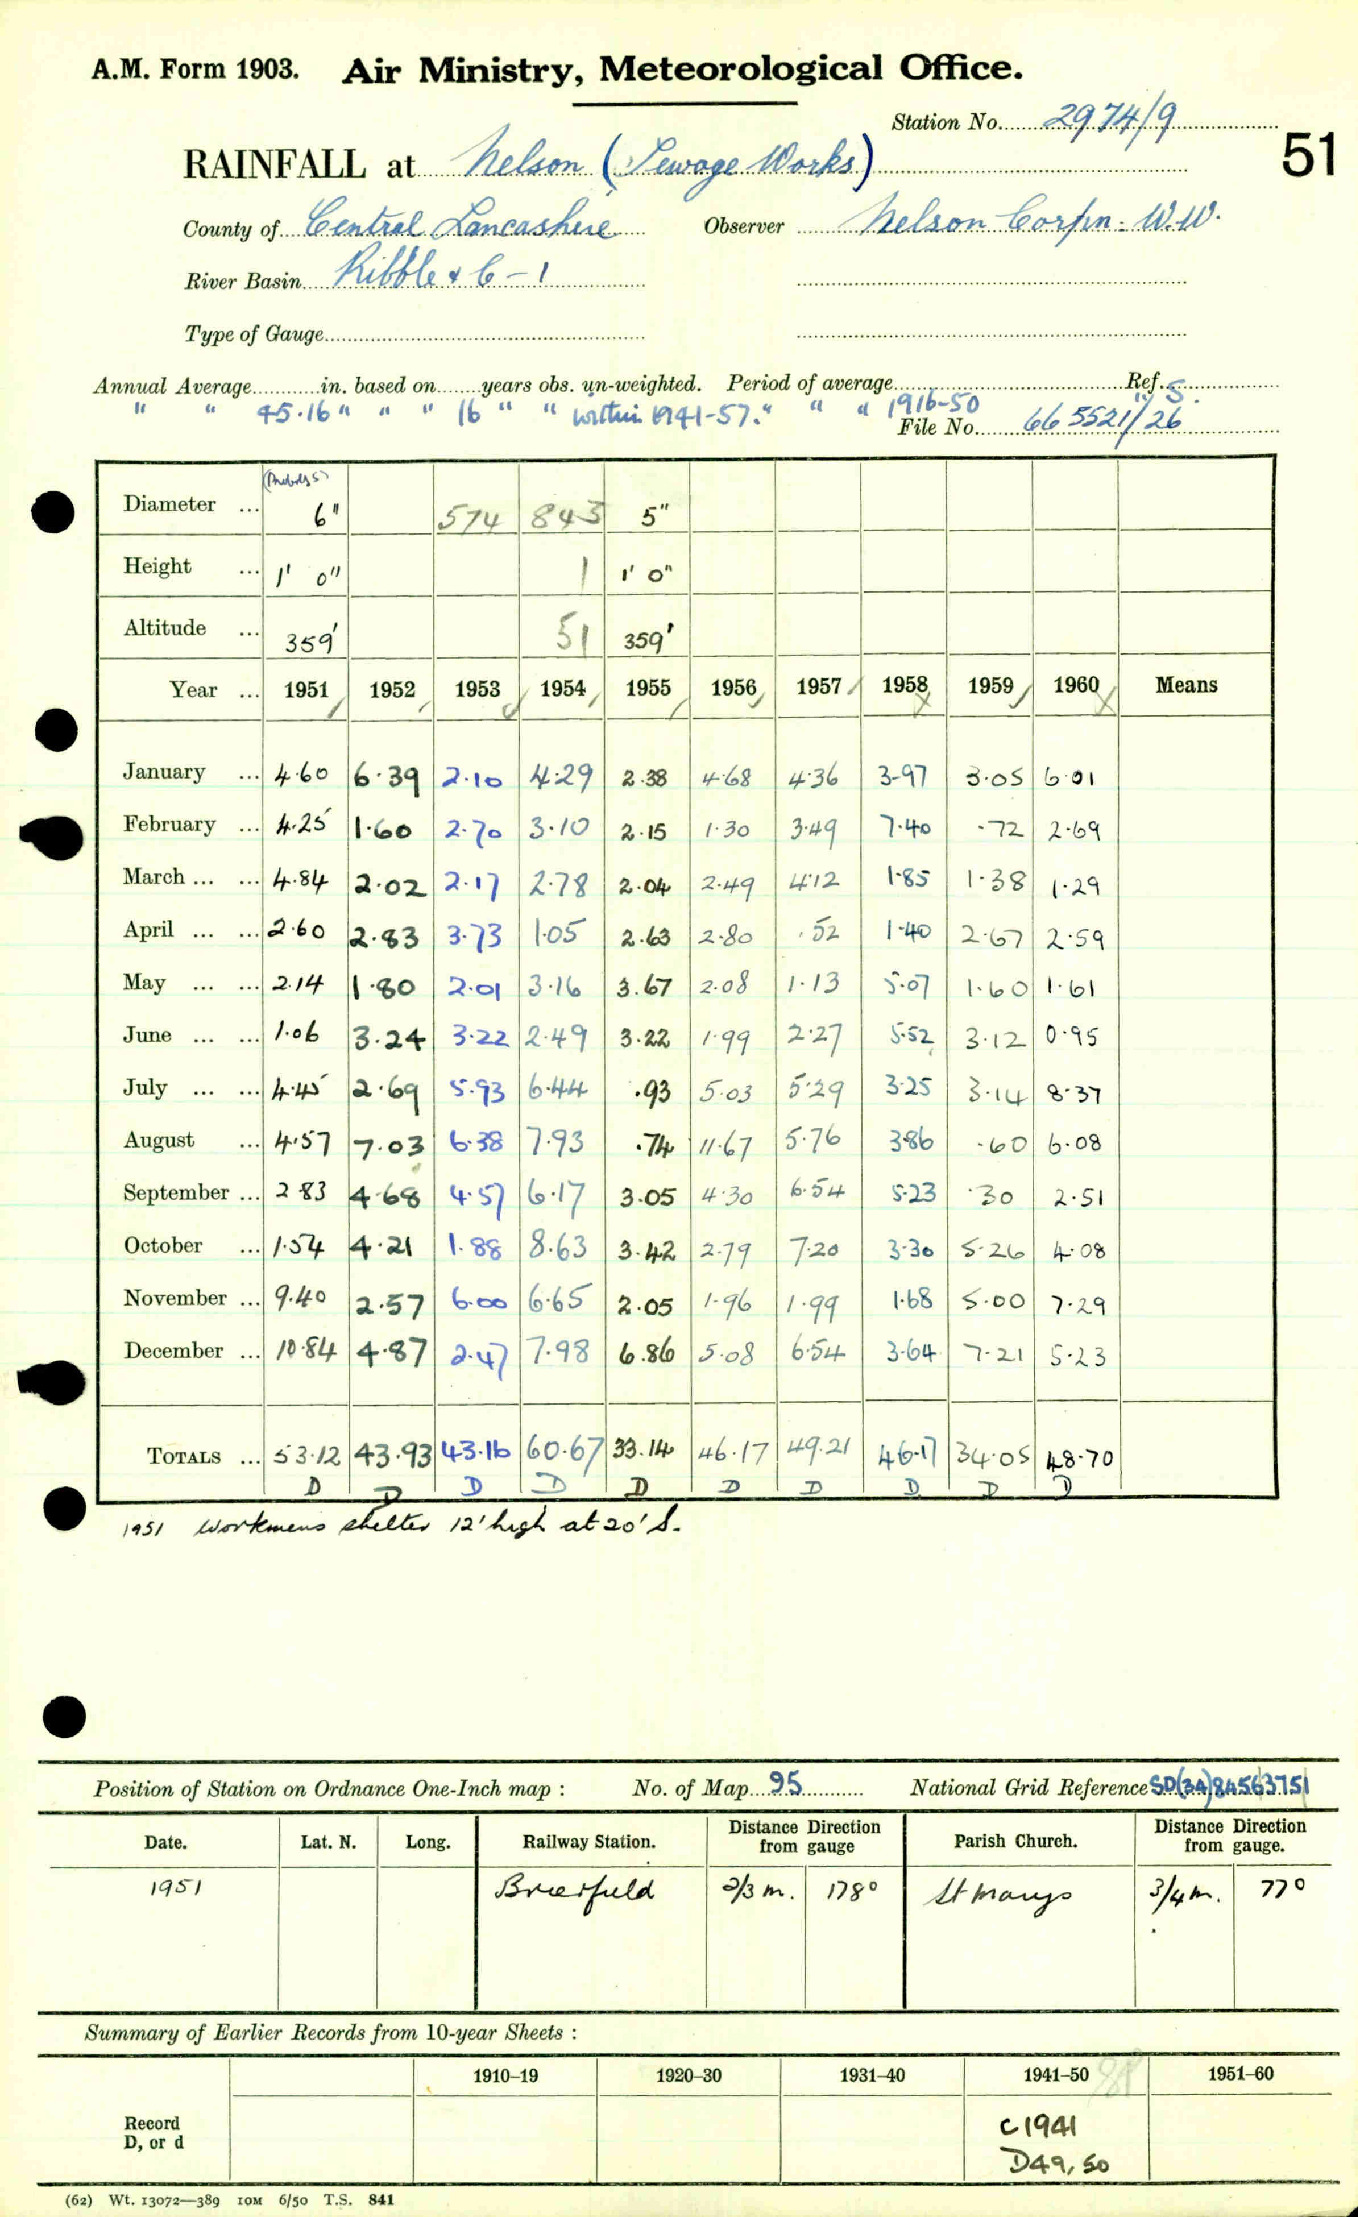 A.M. Form 1903. Air Ministry, Meteorological Office.
Station No. 2974/9
51
RAINFALL at Nelson (Sewage Works)
County of Central Lancashire Observer Nelson Corpn: W.W.
River Basin Ribble & C - 1
Type of Gauge
Annual Average in. based on years obs. un-weighted. Period of average Ref. S.
" " 45.16 " " " 16 " " within 1941-57. " " " 1916-50 "
File No. 66 5521/26
Diameter ... 6" 574 843 5"
Height ... 1' 0" 1 1' 0"
Altitude ... 359' 51 359'
Year ... 1951 1952 1953 1954 1955 1956 1957 1958 1959 1960 Means
January ... 4.60 6.39 2.10 4.29 2.38 4.68 4.36 3.97 3.05 6.01
February ... 4.25 1.60 2.70 3.10 2.15 1.30 3.49 7.40 .72 2.69
March ... ... 4.84 2.02 2.17 2.78 2.04 2.49 4.12 1.85 1.38 1.29
April ... ... 2.60 2.83 3.73 1.05 2.63 2.80 .52 1.40 2.67 2.59
May ... ... 2.14 1.80 2.01 3.16 3.67 2.08 1.13 5.07 1.60 1.61
June ... ... 1.06 3.24 3.22 2.49 3.22 1.99 2.27 5.52 3.12 0.95
July ... ... 4.45 2.69 5.93 6.44 .93 5.03 5.29 3.25 3.14 8.37
August ... 4.57 7.03 6.38 7.93 .74 11.67 5.76 3.86 .60 6.08
September ... 2.83 4.68 4.57 6.17 3.05 4.30 6.54 5.23 .30 2.51
October ... 1.54 4.21 1.88 8.63 3.42 2.79 7.20 3.30 5.26 4.08
November ... 9.40 2.57 6.00 6.65 2.05 1.96 1.99 1.68 5.00 7.29
December ... 10.84 4.87 2.47 7.98 6.86 5.08 6.54 3.64 7.21 5.23
TOTALS ... 53.12 43.93 43.16 60.67 33.14 46.17 49.21 46.17 34.05 48.70
D D D D D D D D D D
1951 Workmens shelter 12' high at 20' S.
Position of Station on Ordnance One-Inch map : No. of Map 95 National Grid Reference SD(34)84563751
Date. Lat. N. Long. Railway Station. Distance from Direction gauge Parish Church. Distance from Direction gauge.
1951 Brierfield 2/3 m. 178° St Marys 3/4 m. 77°
Summary of Earlier Records from 10-year Sheets :
1910–19 1920–30 1931–40 1941–50 1951–60
Record
D, or d
C 1941
D49, 50
(62) Wt. 13072—389 10M 6/50 T.S. 841